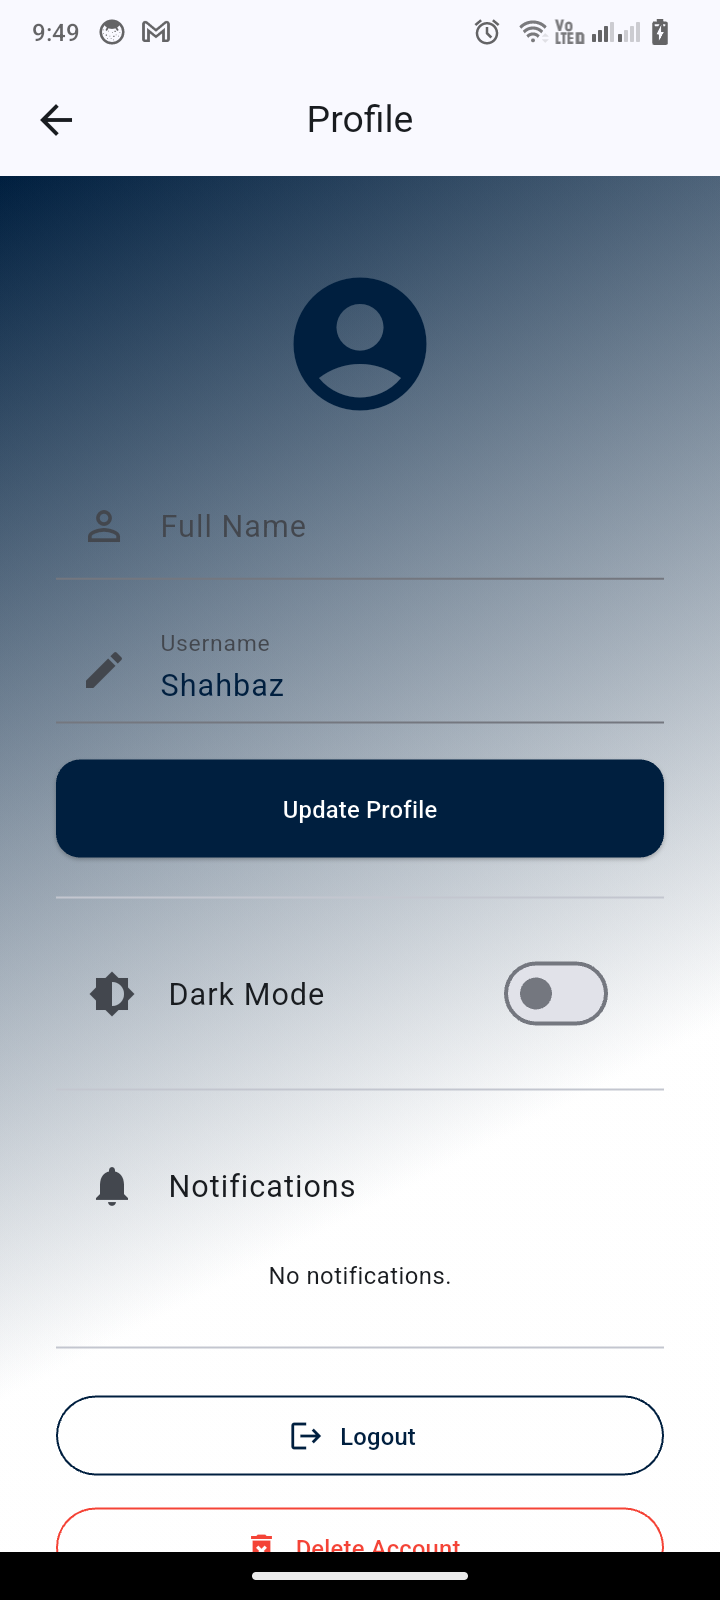 9:49
Vo
LTE D
Profile
Full Name
Username
Shahbaz
Update Profile
Dark Mode
Notifications
No notifications.
Logout
Delete Account